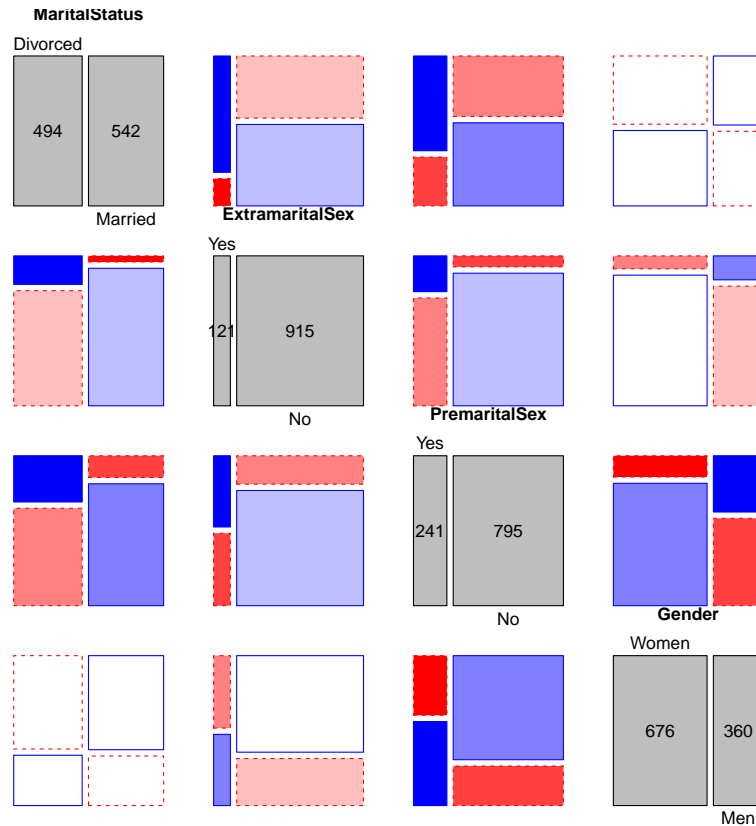 MaritalStatus
Divorced
494 542
Married
ExtramaritalSex
Yes
121 915
No
PremaritalSex
Yes
241 795
No
Gender
Women
676 360
Men